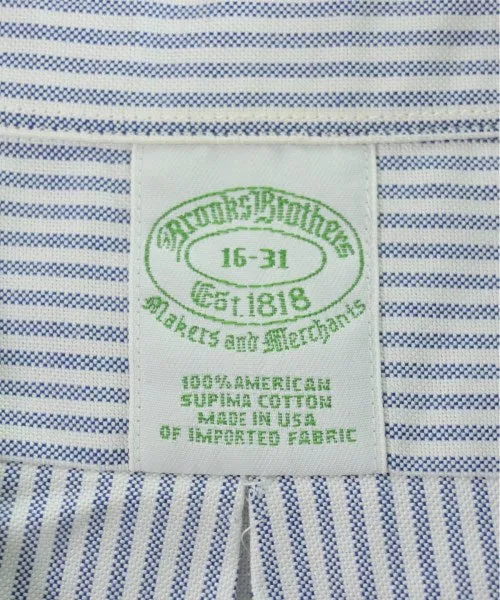 Brooks Brothers
16-31
Est. 1818
Makers and Merchants
100% AMERICAN
SUPIMA COTTON
MADE IN USA
OF IMPORTED FABRIC